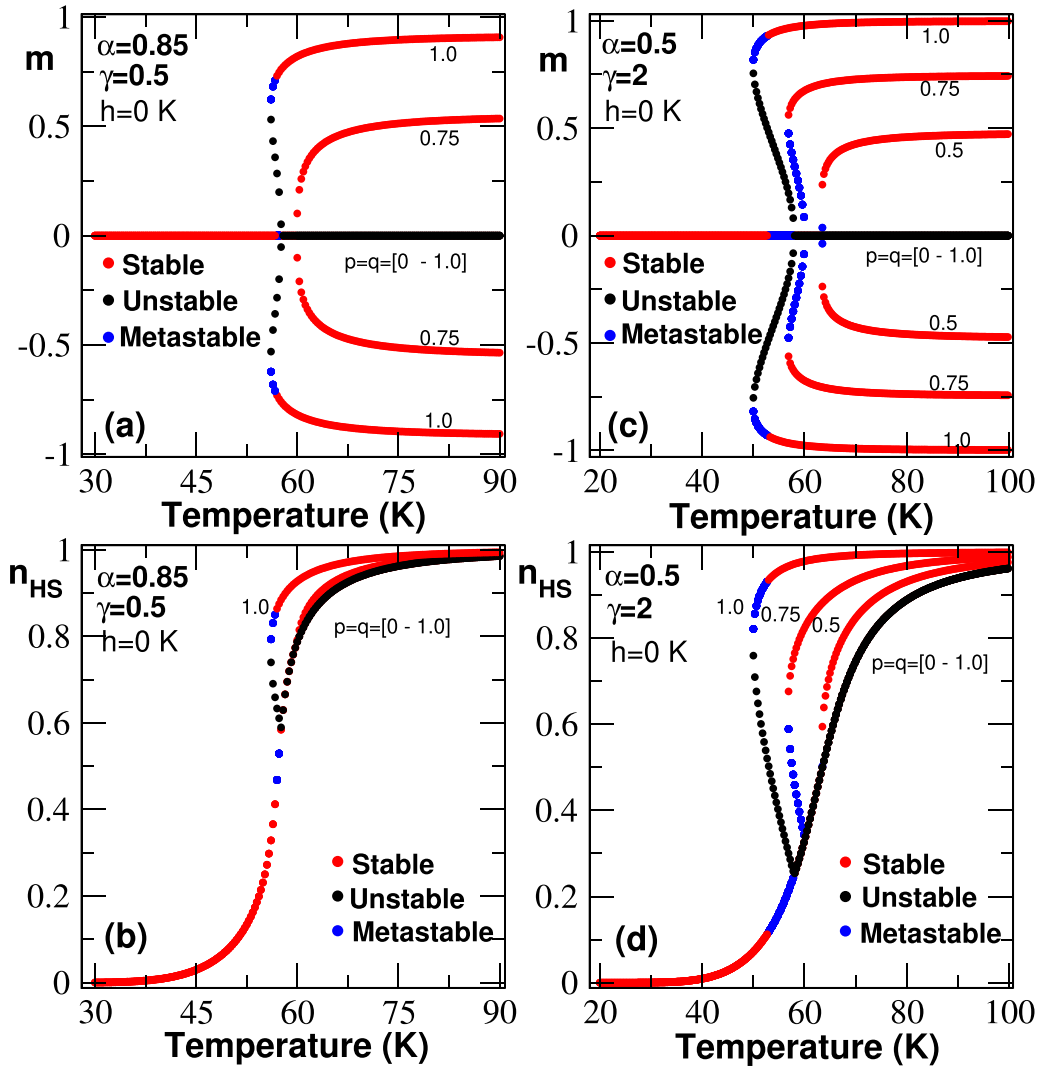 1
m
α=0.85
γ=0.5
h=0 K
1.0
0.5
0.75
0
p=q=[0 - 1.0]
Stable
Unstable
Metastable
-0.5
0.75
1.0
(a)
-1
30
45
60
75
90
Temperature (K)
1
m
α=0.5
γ=2
h=0 K
1.0
0.75
0.5
0.5
0
p=q=[0 - 1.0]
Stable
Unstable
Metastable
-0.5
0.5
0.75
(c)
1.0
-1
20
40
60
80
100
Temperature (K)
1
nHS
α=0.85
γ=0.5
h=0 K
1.0
p=q=[0 - 1.0]
0.8
0.6
0.4
Stable
0.2
Unstable
Metastable
(b)
0
30
45
60
75
90
Temperature (K)
1
nHS
α=0.5
γ=2
h=0 K
1.0
0.75
0.5
p=q=[0 - 1.0]
0.8
0.6
0.4
Stable
0.2
Unstable
Metastable
(d)
0
20
40
60
80
100
Temperature (K)